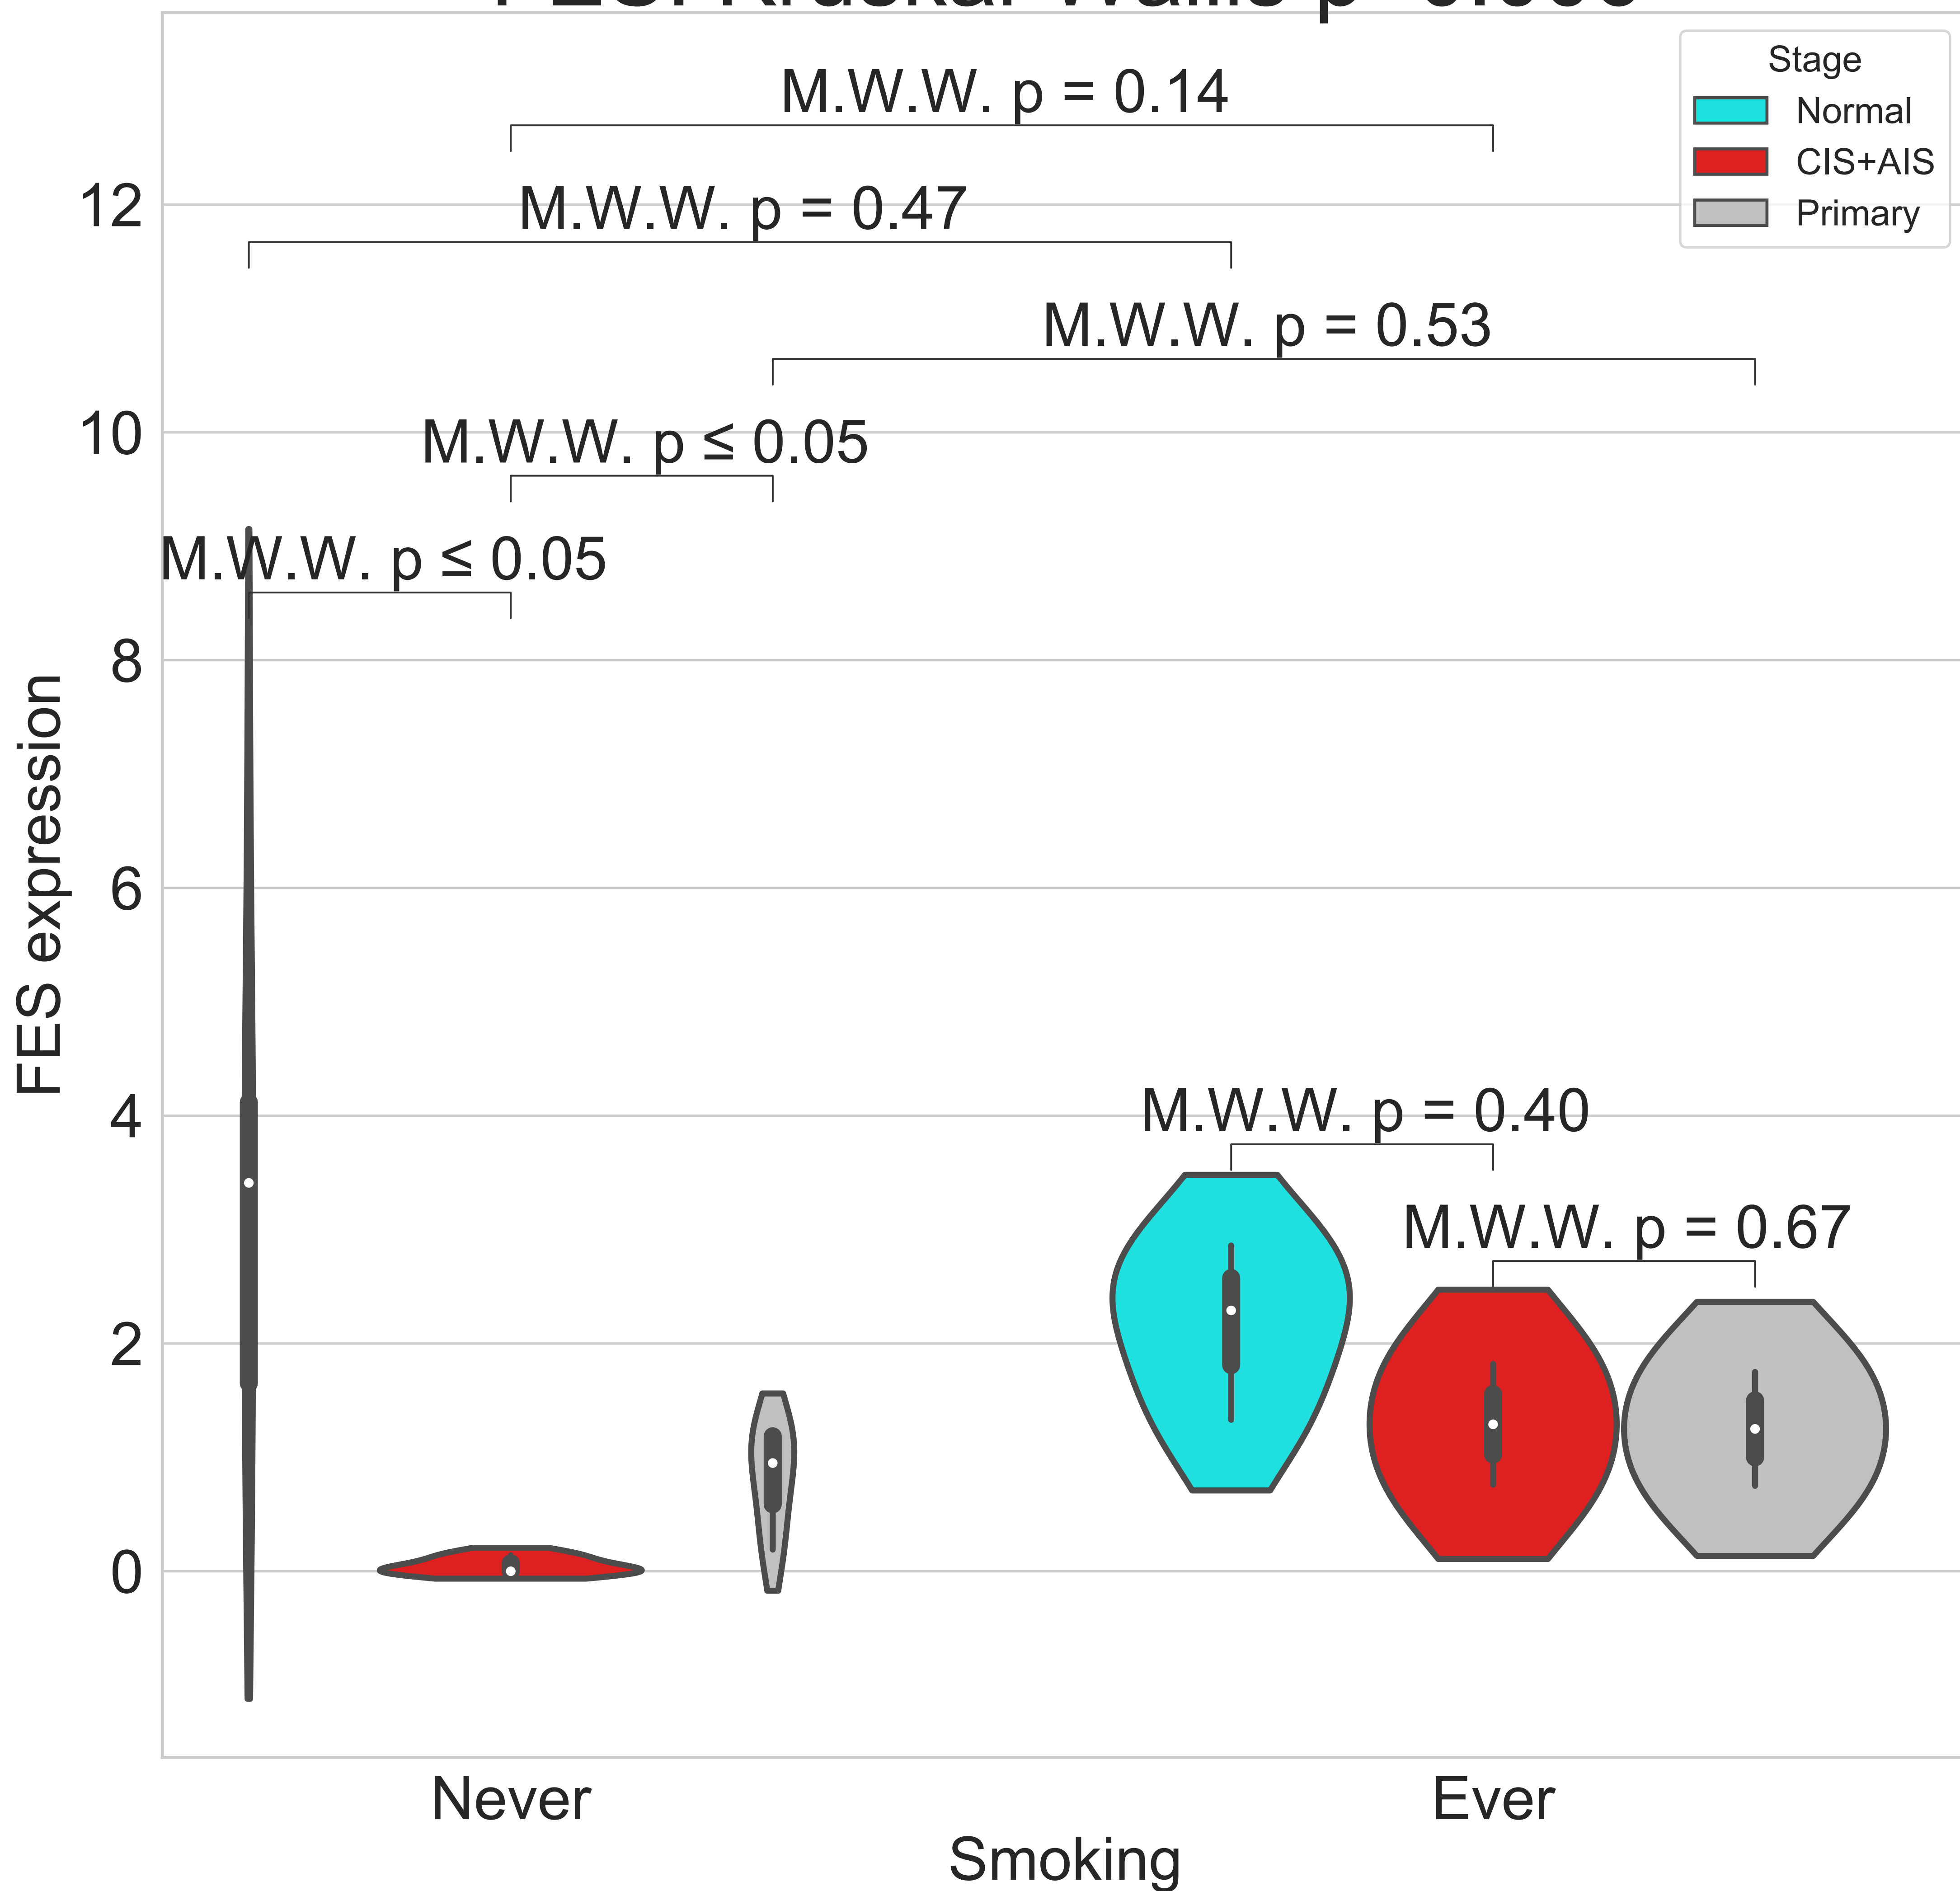 Stage
Normal
CIS+AIS
Primary
M.W.W. p = 0.14
M.W.W. p = 0.47
M.W.W. p = 0.53
M.W.W. p ≤ 0.05
M.W.W. p ≤ 0.05
M.W.W. p = 0.40
M.W.W. p = 0.67
12
10
8
6
4
2
0
FES expression
Never
Ever
Smoking